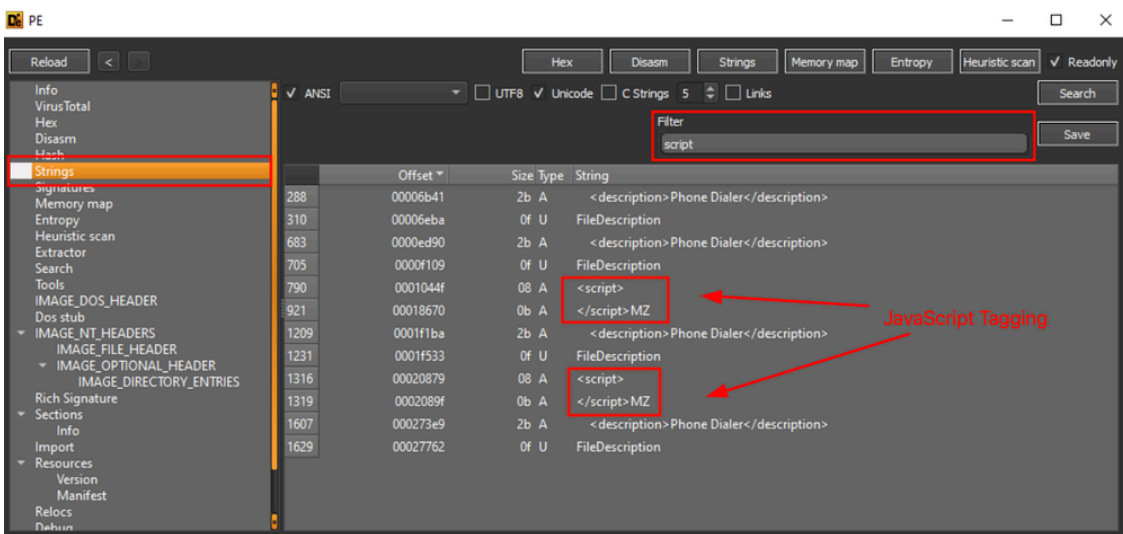 PE
Reload < > Hex Disasm Strings Memory map Entropy Heuristic scan Readonly
Info
VirusTotal
Hex
Disasm
Hash
Strings
Signatures
Memory map
Entropy
Heuristic scan
Extractor
Search
Tools
IMAGE_DOS_HEADER
Dos stub
IMAGE_NT_HEADERS
IMAGE_FILE_HEADER
IMAGE_OPTIONAL_HEADER
IMAGE_DIRECTORY_ENTRIES
Rich Signature
Sections
Info
Import
Resources
Version
Manifest
Relocs
Debug
ANSI UTF8 Unicode C Strings 5 Links Search
Filter
script Save
Offset Size Type String
288 00006b41 2b A <description>Phone Dialer</description>
310 00006eba 0f U FileDescription
683 0000ed90 2b A <description>Phone Dialer</description>
705 0000f109 0f U FileDescription
790 0001044f 08 A <script>
921 00018670 0b A </script>MZ
1209 0001f1ba 2b A <description>Phone Dialer</description>
1231 0001f533 0f U FileDescription
1316 00020879 08 A <script>
1319 0002089f 0b A </script>MZ
1607 000273e9 2b A <description>Phone Dialer</description>
1629 00027762 0f U FileDescription
JavaScript Tagging